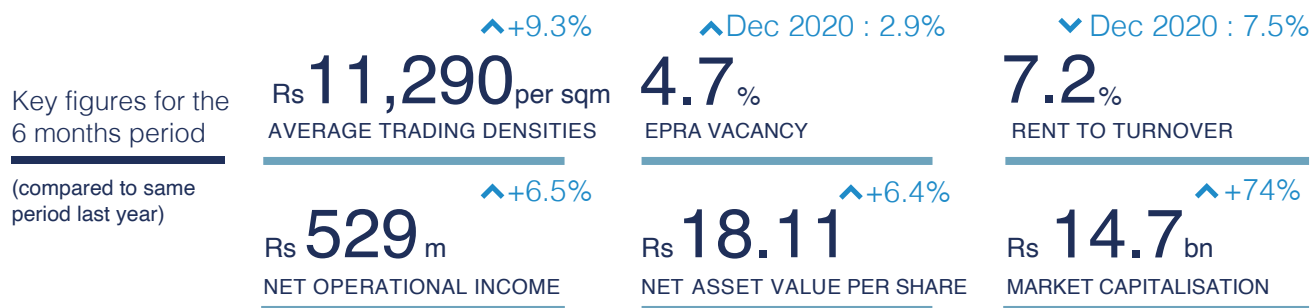 Key figures for the
6 months period
(compared to same
period last year)
+9.3%
Rs 11,290 per sqm
AVERAGE TRADING DENSITIES
Dec 2020 : 2.9%
4.7 %
EPRA VACANCY
Dec 2020 : 7.5%
7.2 %
RENT TO TURNOVER
+6.5%
Rs 529 m
NET OPERATIONAL INCOME
+6.4%
Rs 18.11
NET ASSET VALUE PER SHARE
+74%
Rs 14.7 bn
MARKET CAPITALISATION